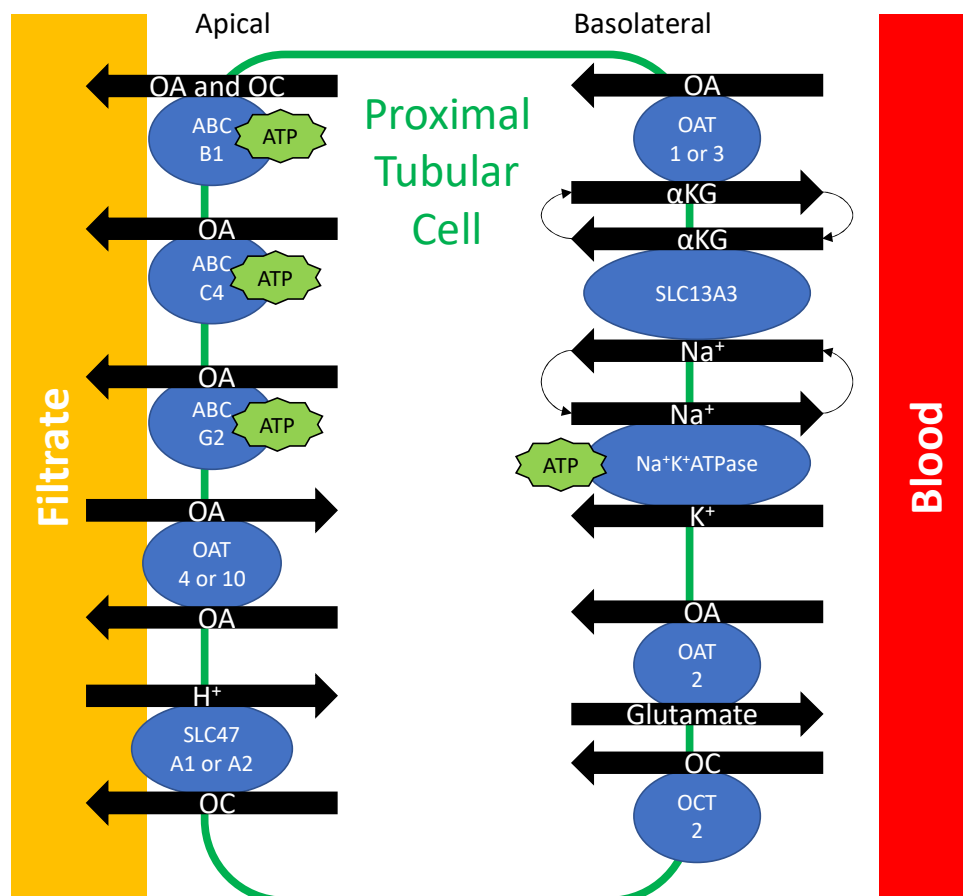 Apical
Basolateral
Filtrate
Blood
Proximal
Tubular
Cell
OA and OC
ABC
B1
ATP
OA
ABC
C4
ATP
OA
ABC
G2
ATP
OA
OAT
4 or 10
OA
H⁺
SLC47
A1 or A2
OC
OA
OAT
1 or 3
αKG
αKG
SLC13A3
Na⁺
Na⁺
ATP
Na⁺K⁺ATPase
K⁺
OA
OAT
2
Glutamate
OC
OCT
2